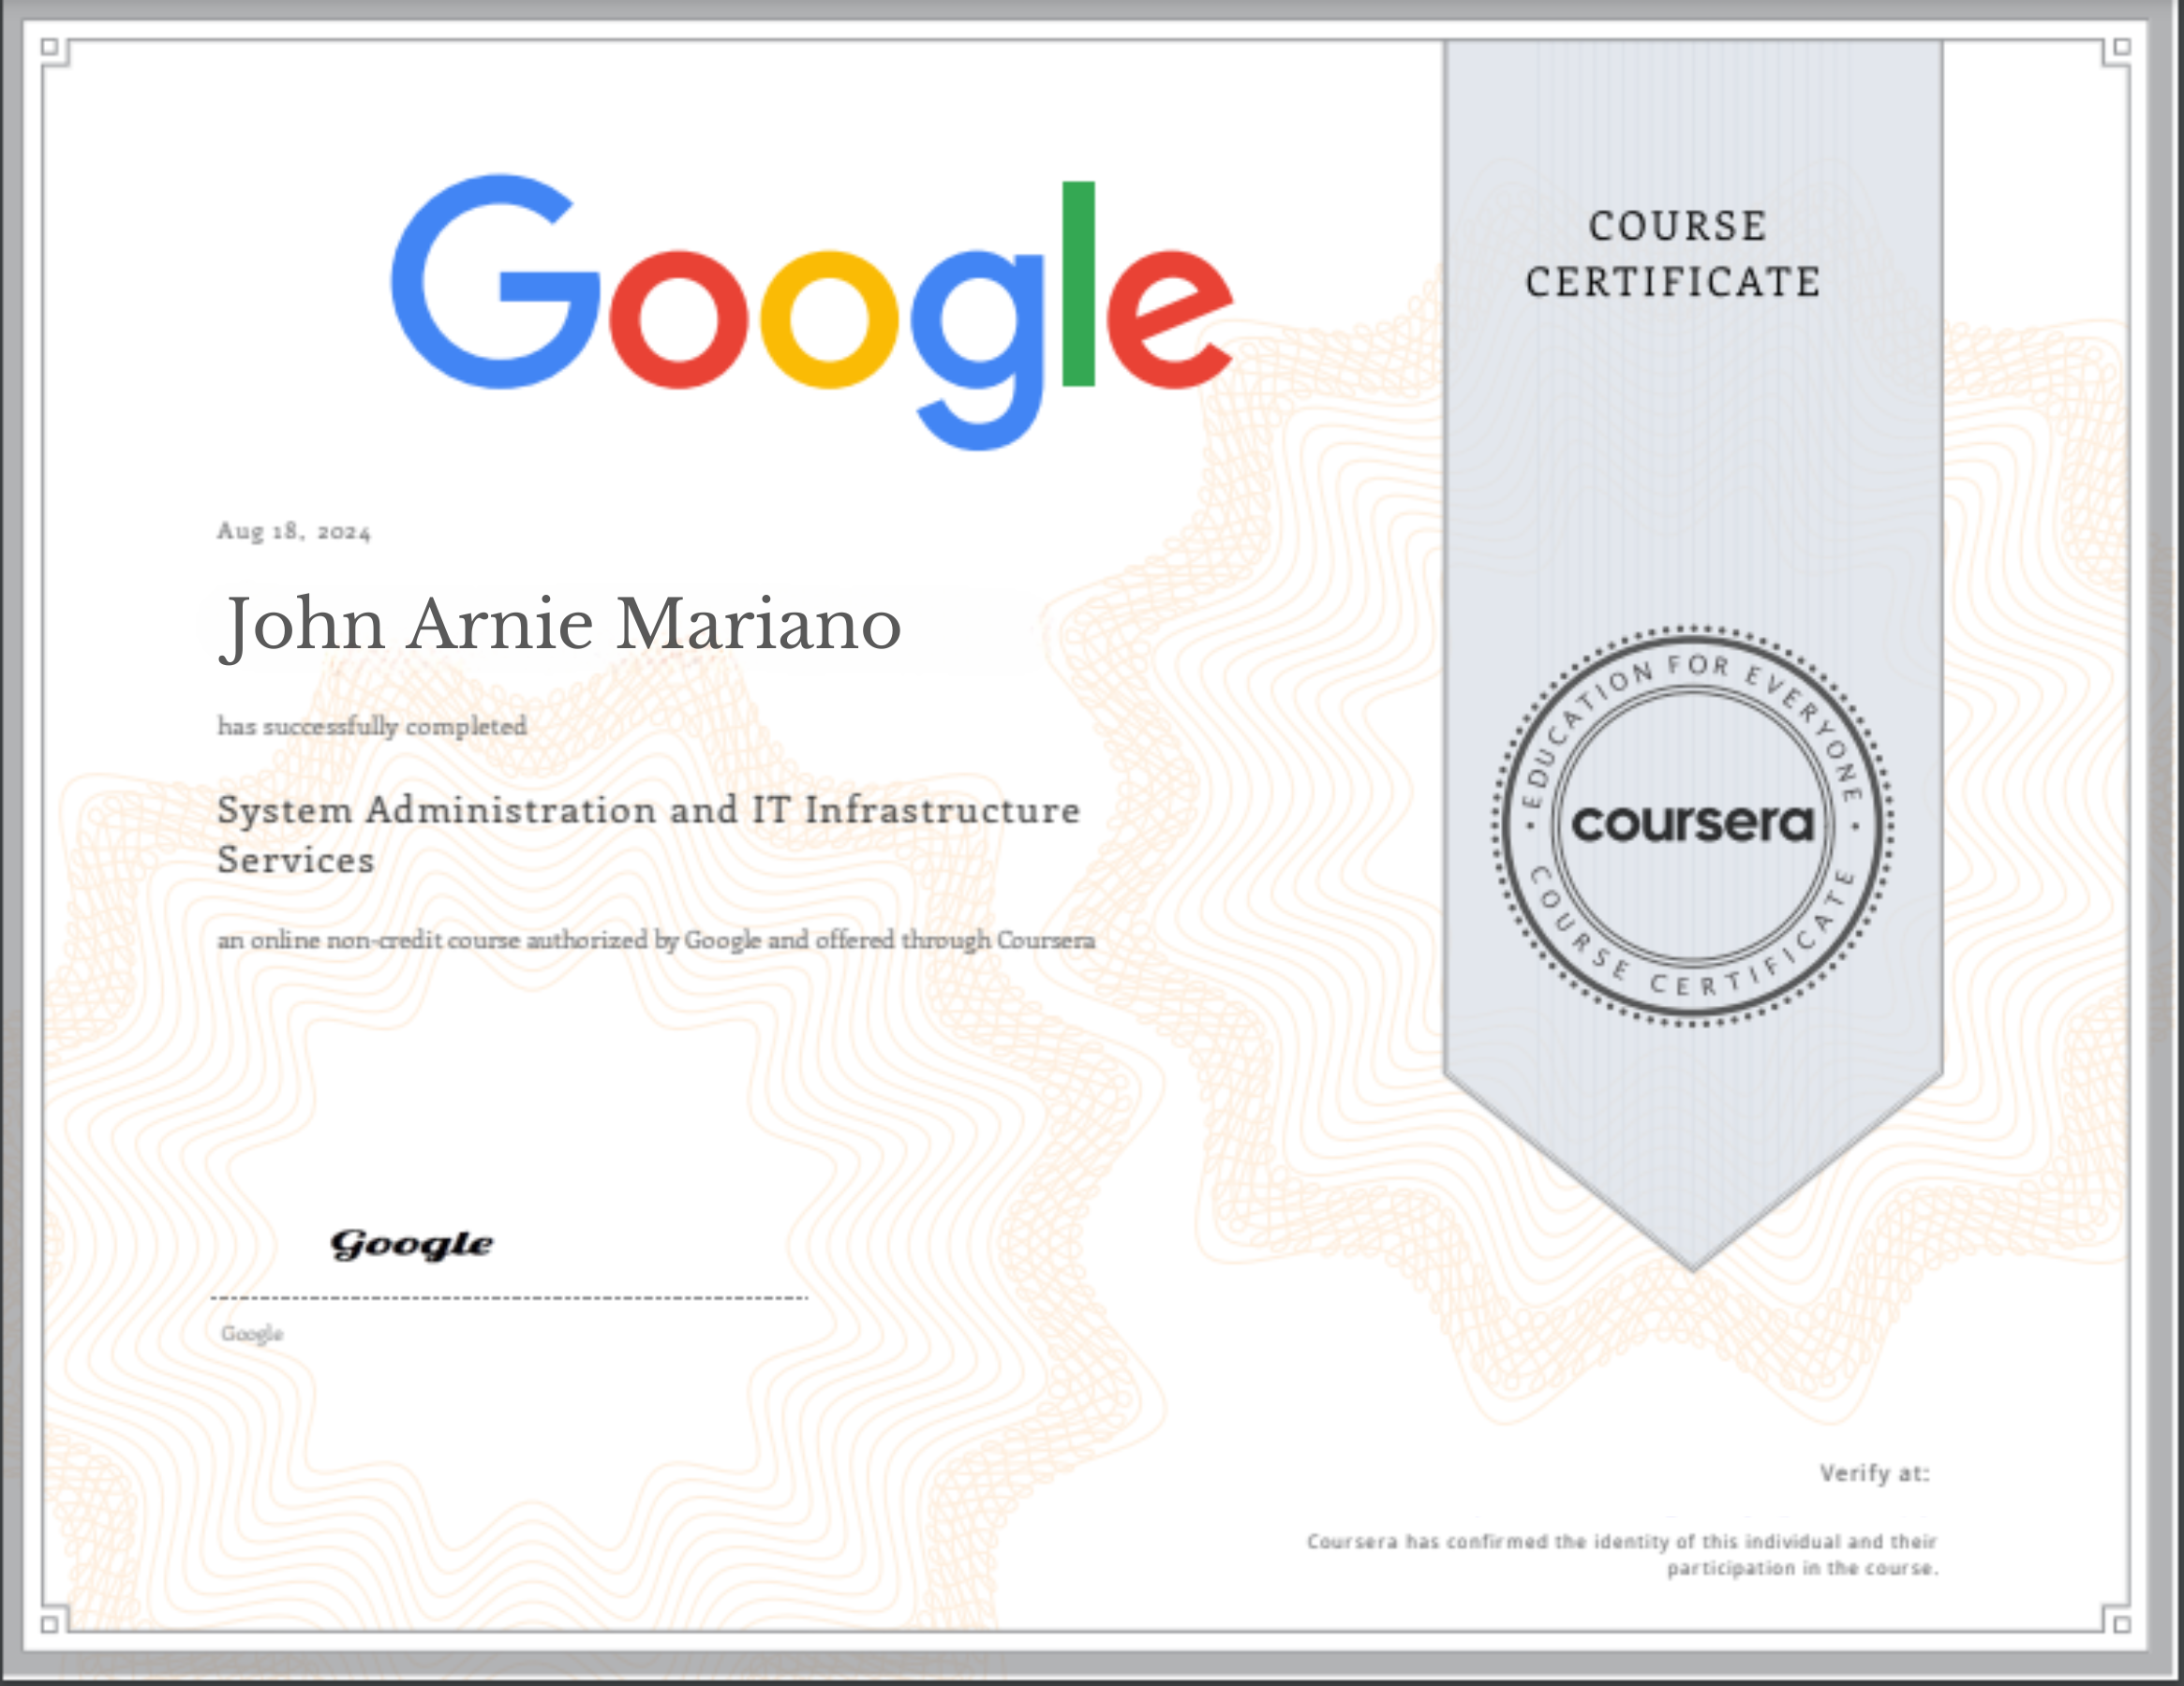 Google
COURSE
CERTIFICATE
Aug 18, 2024
John Arnie Mariano
has successfully completed
System Administration and IT Infrastructure
Services
an online non-credit course authorized by Google and offered through Coursera
EDUCATION FOR EVERYONE
coursera
COURSE CERTIFICATE
Google
Google
Verify at:
Coursera has confirmed the identity of this individual and their
participation in the course.